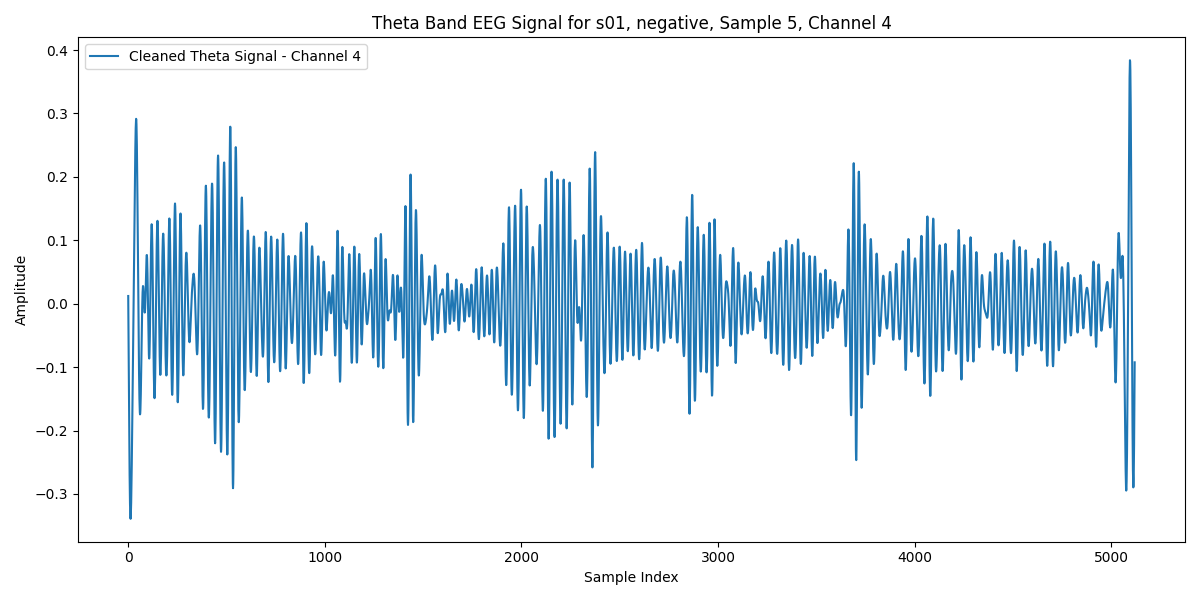 Theta Band EEG Signal for s01, negative, Sample 5, Channel 4
Cleaned Theta Signal - Channel 4
0.4
0.3
0.2
0.1
0.0
−0.1
−0.2
−0.3
Amplitude
0 1000 2000 3000 4000 5000
Sample Index